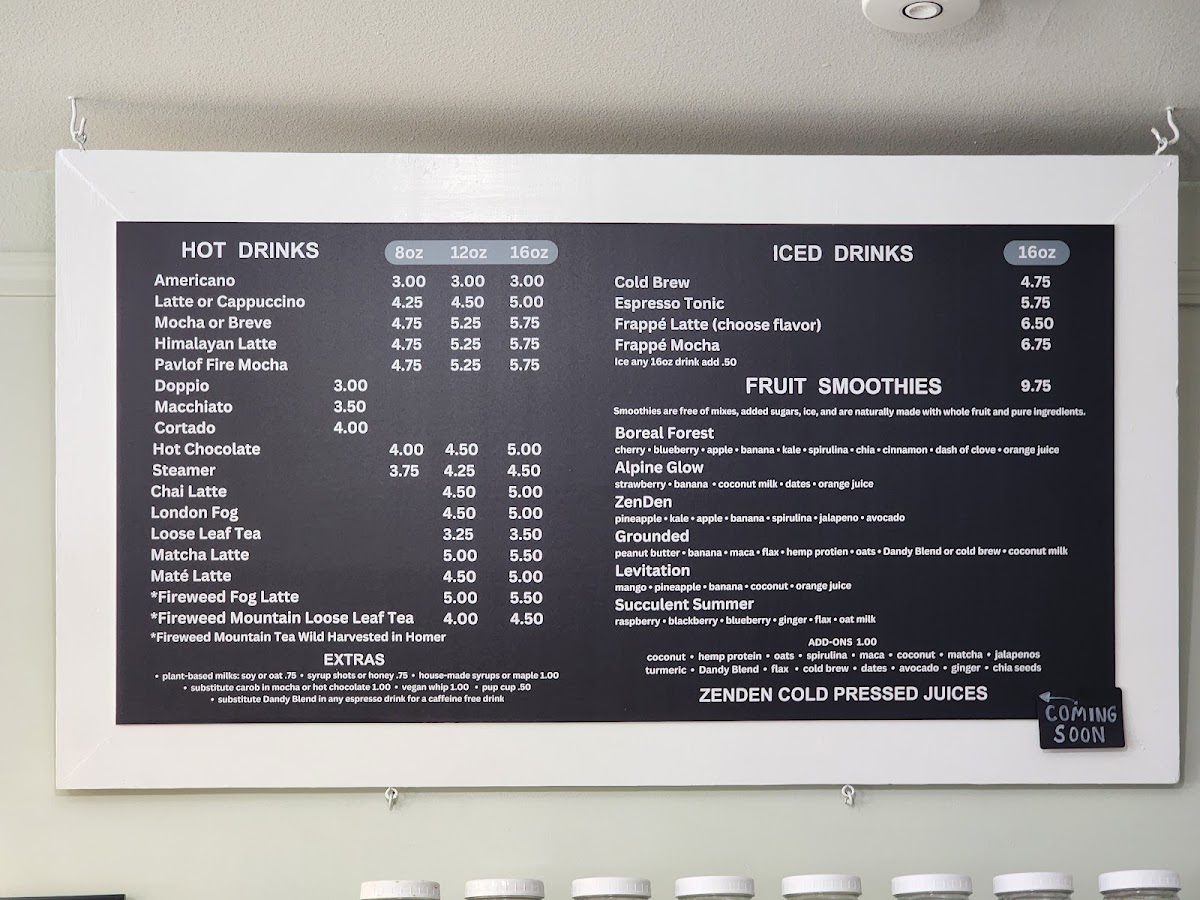 HOT DRINKS 8oz 12oz 16oz
Americano 3.00 3.00 3.00
Latte or Cappuccino 4.25 4.50 5.00
Mocha or Breve 4.75 5.25 5.75
Himalayan Latte 4.75 5.25 5.75
Pavlof Fire Mocha 4.75 5.25 5.75
Doppio 3.00
Macchiato 3.50
Cortado 4.00
Hot Chocolate 4.00 4.50 5.00
Steamer 3.75 4.25 4.50
Chai Latte 4.50 5.00
London Fog 4.50 5.00
Loose Leaf Tea 3.25 3.50
Matcha Latte 5.00 5.50
Maté Latte 4.50 5.00
*Fireweed Fog Latte 5.00 5.50
*Fireweed Mountain Loose Leaf Tea 4.00 4.50
*Fireweed Mountain Tea Wild Harvested in Homer
EXTRAS
• plant-based milks: soy or oat .75 • syrup shots or honey .75 • house-made syrups or maple 1.00
• substitute carob in mocha or hot chocolate 1.00 • vegan whip 1.00 • pup cup .50
• substitute Dandy Blend in any espresso drink for a caffeine free drink
ICED DRINKS 16oz
Cold Brew 4.75
Espresso Tonic 5.75
Frappé Latte (choose flavor) 6.50
Frappé Mocha 6.75
Ice any 16oz drink add .50
FRUIT SMOOTHIES 9.75
Smoothies are free of mixes, added sugars, ice, and are naturally made with whole fruit and pure ingredients.
Boreal Forest
cherry • blueberry • apple • banana • kale • spirulina • chia • cinnamon • dash of clove • orange juice
Alpine Glow
strawberry • banana • coconut milk • dates • orange juice
ZenDen
pineapple • kale • apple • banana • spirulina • jalapeno • avocado
Grounded
peanut butter • banana • maca • flax • hemp protien • oats • Dandy Blend or cold brew • coconut milk
Levitation
mango • pineapple • banana • coconut • orange juice
Succulent Summer
raspberry • blackberry • blueberry • ginger • flax • oat milk
ADD-ONS 1.00
coconut • hemp protein • oats • spirulina • maca • coconut • matcha • jalapenos
turmeric • Dandy Blend • flax • cold brew • dates • avocado • ginger • chia seeds
ZENDEN COLD PRESSED JUICES
COMING
SOON